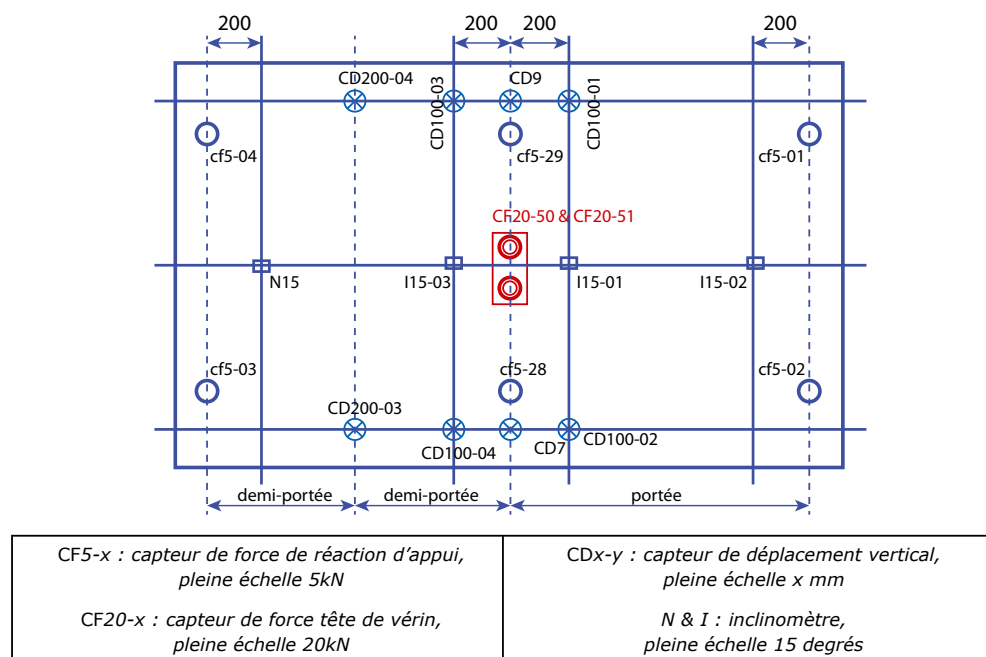 200
200
200
200
CD200-04
CD9
CD100-03
CD100-01
cf5-04
cf5-29
cf5-01
CF20-50 & CF20-51
N15
I15-03
I15-01
I15-02
cf5-03
cf5-28
cf5-02
CD200-03
CD100-04
CD7
CD100-02
demi-portée
demi-portée
portée
CF5-x : capteur de force de réaction d’appui,
pleine échelle 5kN
CF20-x : capteur de force tête de vérin,
pleine échelle 20kN
CDx-y : capteur de déplacement vertical,
pleine échelle x mm
N & I : inclinomètre,
pleine échelle 15 degrés